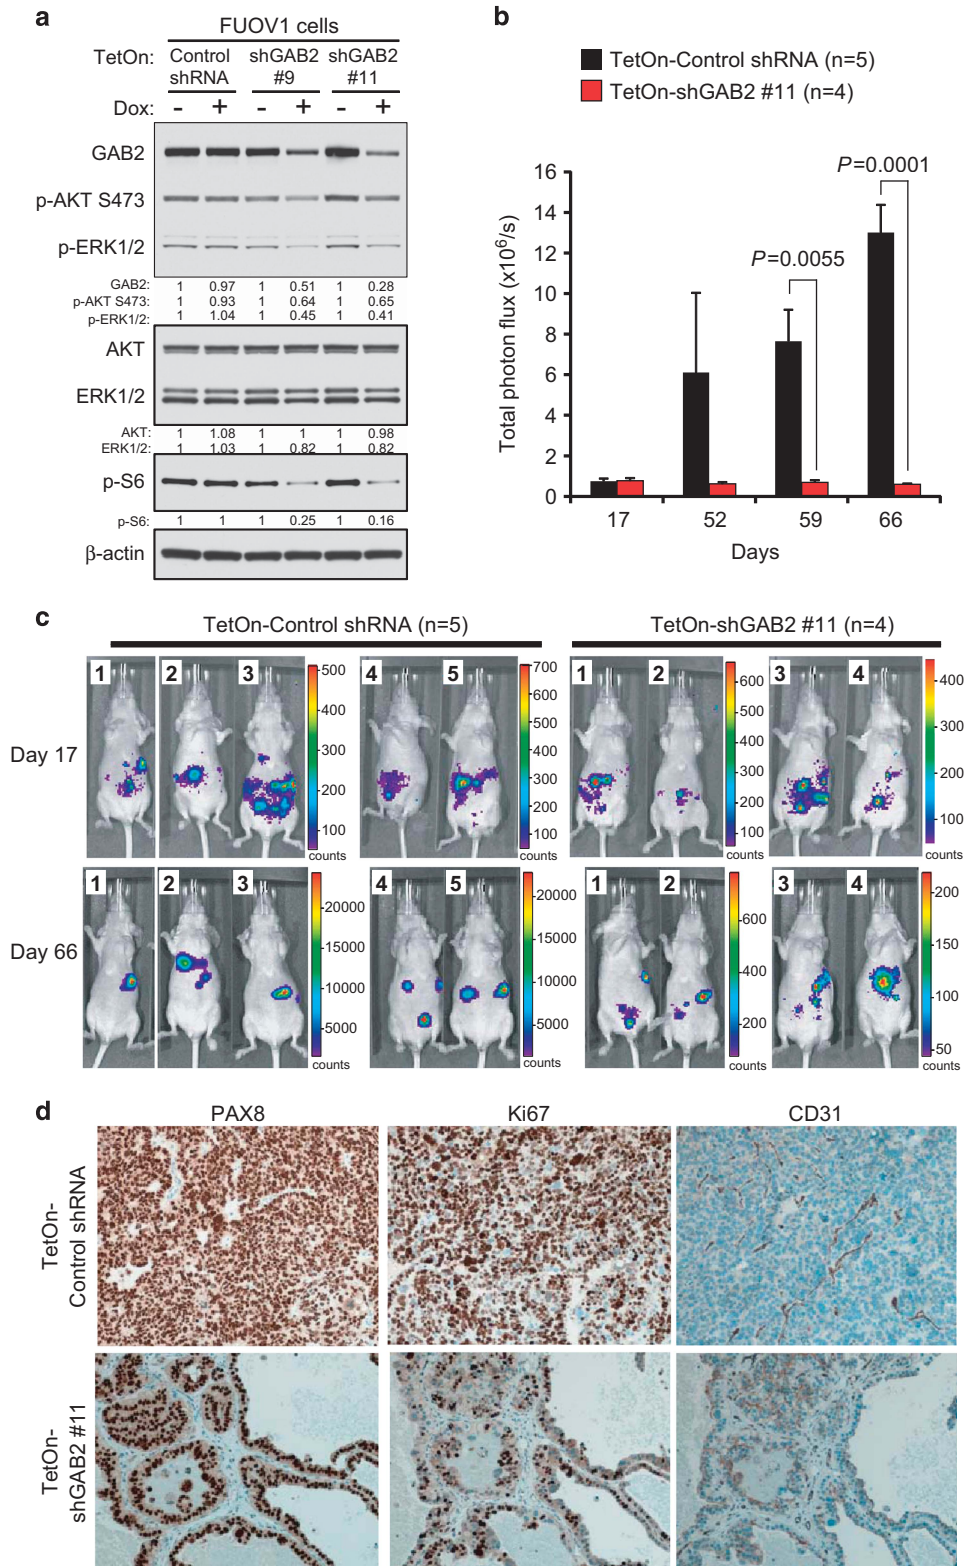 a
FUOV1 cells
TetOn: Control shRNA shGAB2 #9 shGAB2 #11
Dox: - + - + - +
GAB2
p-AKT S473
p-ERK1/2
GAB2: 1 0.97 1 0.51 1 0.28
p-AKT S473: 1 0.93 1 0.64 1 0.65
p-ERK1/2: 1 1.04 1 0.45 1 0.41
AKT
ERK1/2
AKT: 1 1.08 1 1 1 0.98
ERK1/2: 1 1.03 1 0.82 1 0.82
p-S6
p-S6: 1 1 1 0.25 1 0.16
β-actin
b
TetOn-Control shRNA (n=5)
TetOn-shGAB2 #11 (n=4)
Total photon flux (x10⁶/s)
16
14
12
10
8
6
4
2
0
P=0.0055
P=0.0001
17 52 59 66
Days
c
TetOn-Control shRNA (n=5) TetOn-shGAB2 #11 (n=4)
Day 17
1 2 3
500
400
300
200
100
counts
4 5
700
600
500
400
300
200
100
counts
1 2
600
500
400
300
200
100
counts
3 4
400
300
200
100
counts
Day 66
1 2 3
20000
15000
10000
5000
counts
4 5
20000
15000
10000
5000
counts
1 2
600
400
200
counts
3 4
200
150
100
50
counts
d
PAX8 Ki67 CD31
TetOn-
Control shRNA
TetOn-
shGAB2 #11